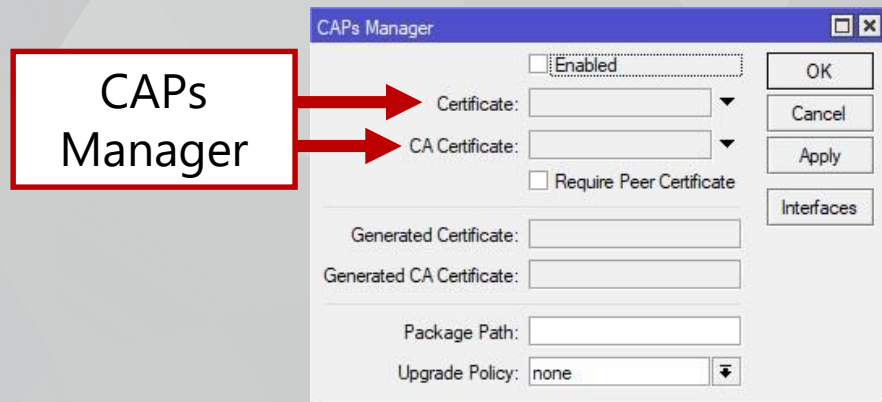 CAPs Manager
Enabled
OK
CAPs
Manager
Certificate:
Cancel
CA Certificate:
Apply
Require Peer Certificate
Interfaces
Generated Certificate:
Generated CA Certificate:
Package Path:
Upgrade Policy: none